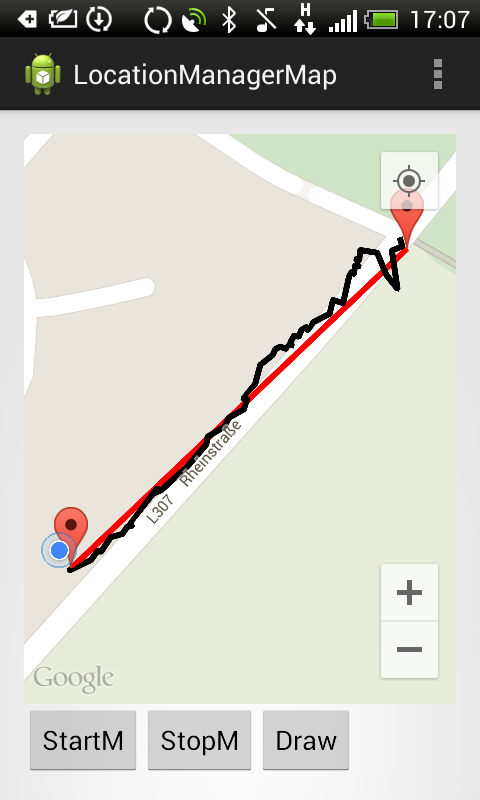 H
17:07
LocationManagerMap
L307 Rheinstraße
Google
StartM
StopM
Draw